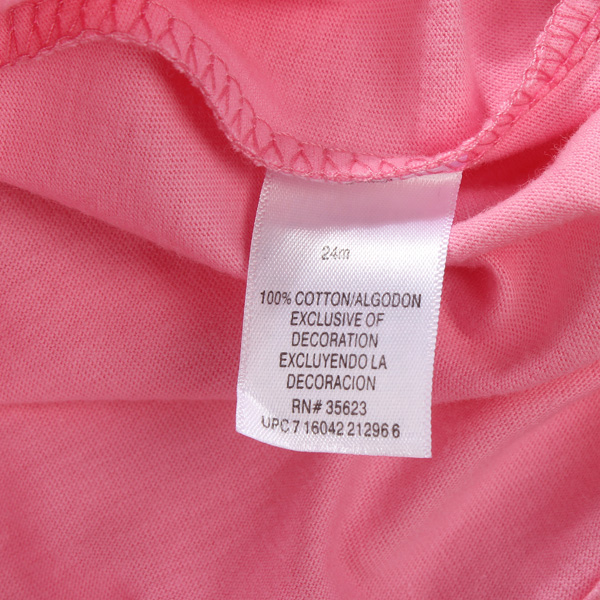 24m
100% COTTON/ALGODON
EXCLUSIVE OF
DECORATION
EXCLUYENDO LA
DECORACION
RN# 35623
UPC 7 16042 21296 6